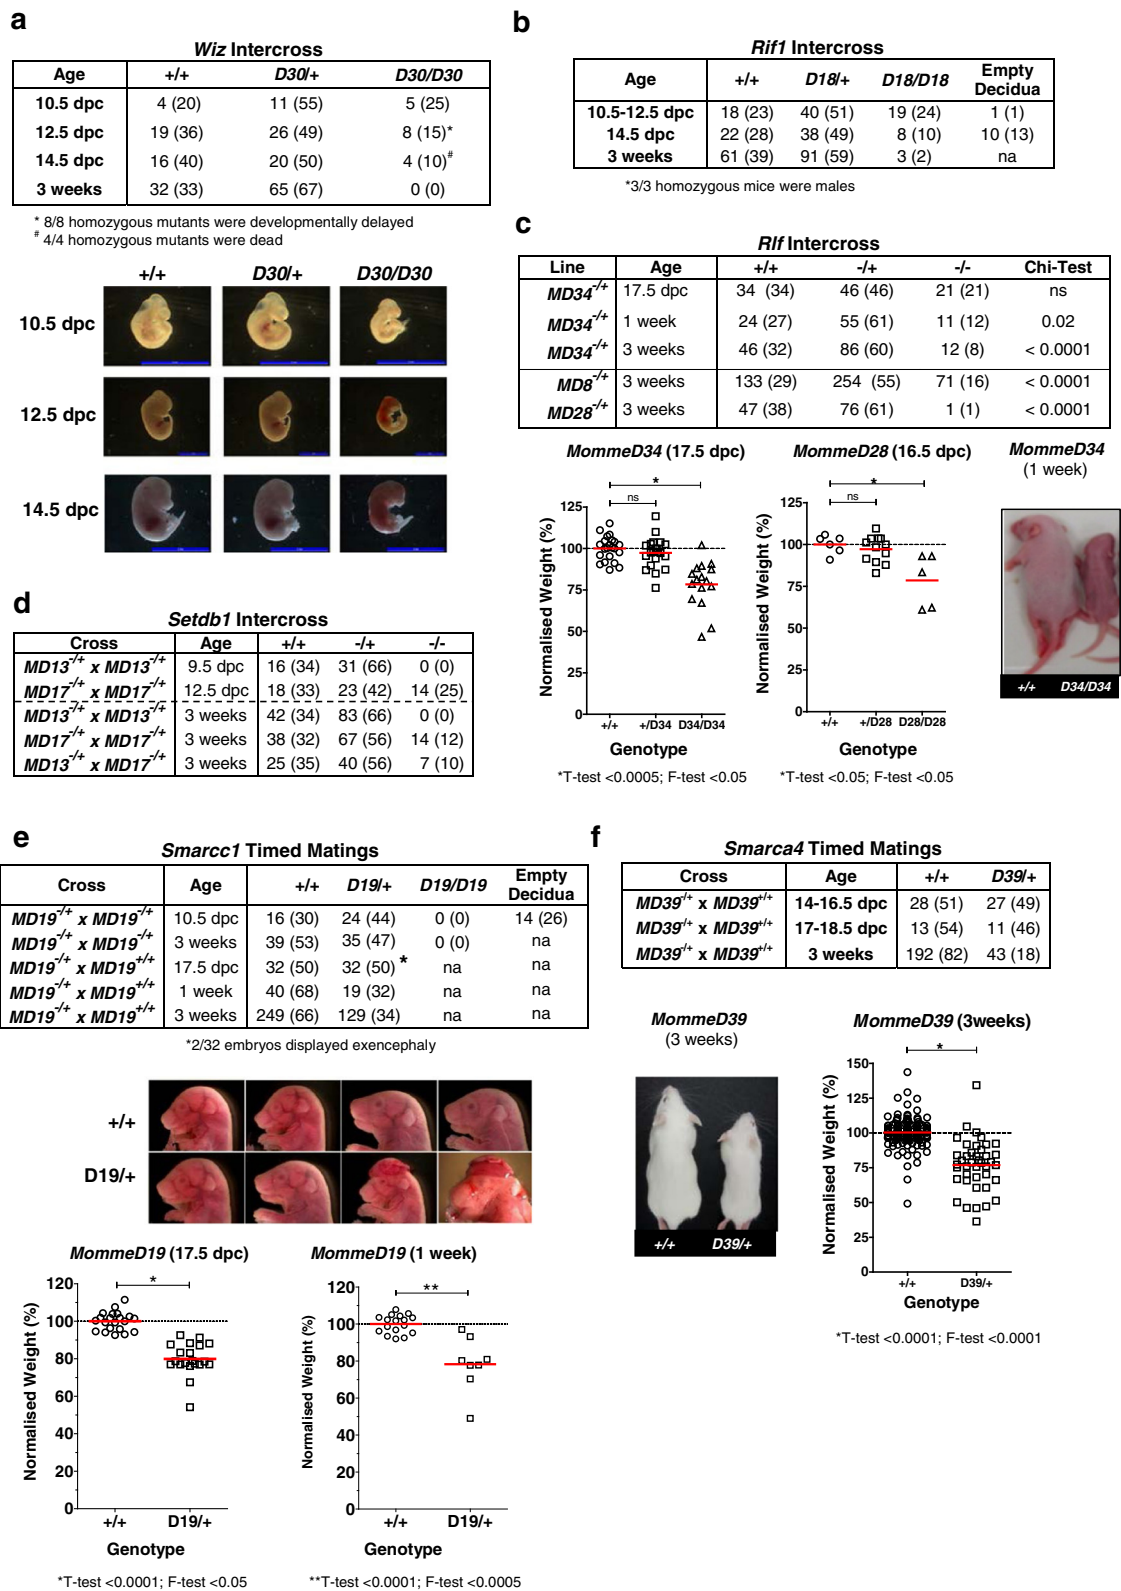 a
Wiz Intercross
Age +/+ D30/+ D30/D30
10.5 dpc 4 (20) 11 (55) 5 (25)
12.5 dpc 19 (36) 26 (49) 8 (15)*
14.5 dpc 16 (40) 20 (50) 4 (10)#
3 weeks 32 (33) 65 (67) 0 (0)
* 8/8 homozygous mutants were developmentally delayed
# 4/4 homozygous mutants were dead
+/+ D30/+ D30/D30
10.5 dpc
12.5 dpc
14.5 dpc
b
Rif1 Intercross
Age +/+ D18/+ D18/D18 Empty Decidua
10.5-12.5 dpc 18 (23) 40 (51) 19 (24) 1 (1)
14.5 dpc 22 (28) 38 (49) 8 (10) 10 (13)
3 weeks 61 (39) 91 (59) 3 (2) na
*3/3 homozygous mice were males
c
Rlf Intercross
Line Age +/+ -/+ -/- Chi-Test
MD34-/+ 17.5 dpc 34 (34) 46 (46) 21 (21) ns
MD34-/+ 1 week 24 (27) 55 (61) 11 (12) 0.02
MD34-/+ 3 weeks 46 (32) 86 (60) 12 (8) < 0.0001
MD8-/+ 3 weeks 133 (29) 254 (55) 71 (16) < 0.0001
MD28-/+ 3 weeks 47 (38) 76 (61) 1 (1) < 0.0001
MommeD34 (17.5 dpc)
*
ns
Normalised Weight (%)
125
100
75
50
25
0
+/+ +/D34 D34/D34
Genotype
*T-test <0.0005; F-test <0.05
MommeD28 (16.5 dpc)
*
ns
Normalised Weight (%)
125
100
75
50
25
0
+/+ +/D28 D28/D28
Genotype
*T-test <0.05; F-test <0.05
MommeD34
(1 week)
+/+ D34/D34
d
Setdb1 Intercross
Cross Age +/+ -/+ -/-
MD13-/+ x MD13-/+ 9.5 dpc 16 (34) 31 (66) 0 (0)
MD17-/+ x MD17-/+ 12.5 dpc 18 (33) 23 (42) 14 (25)
MD13-/+ x MD13-/+ 3 weeks 42 (34) 83 (66) 0 (0)
MD17-/+ x MD17-/+ 3 weeks 38 (32) 67 (56) 14 (12)
MD13-/+ x MD17-/+ 3 weeks 25 (35) 40 (56) 7 (10)
e
Smarcc1 Timed Matings
Cross Age +/+ D19/+ D19/D19 Empty Decidua
MD19-/+ x MD19-/+ 10.5 dpc 16 (30) 24 (44) 0 (0) 14 (26)
MD19-/+ x MD19-/+ 3 weeks 39 (53) 35 (47) 0 (0) na
MD19-/+ x MD19+/+ 17.5 dpc 32 (50) 32 (50) * na na
MD19-/+ x MD19+/+ 1 week 40 (68) 19 (32) na na
MD19-/+ x MD19+/+ 3 weeks 249 (66) 129 (34) na na
*2/32 embryos displayed exencephaly
+/+
D19/+
MommeD19 (17.5 dpc)
*
Normalised Weight (%)
120
100
80
60
40
20
0
+/+ D19/+
Genotype
*T-test <0.0001; F-test <0.05
MommeD19 (1 week)
**
Normalised Weight (%)
120
100
80
60
40
20
0
+/+ D19/+
Genotype
**T-test <0.0001; F-test <0.0005
f
Smarca4 Timed Matings
Cross Age +/+ D39/+
MD39-/+ x MD39+/+ 14-16.5 dpc 28 (51) 27 (49)
MD39-/+ x MD39+/+ 17-18.5 dpc 13 (54) 11 (46)
MD39-/+ x MD39+/+ 3 weeks 192 (82) 43 (18)
MommeD39
(3 weeks)
+/+ D39/+
MommeD39 (3weeks)
*
Normalised Weight (%)
150
125
100
75
50
25
0
+/+ D39/+
Genotype
*T-test <0.0001; F-test <0.0001